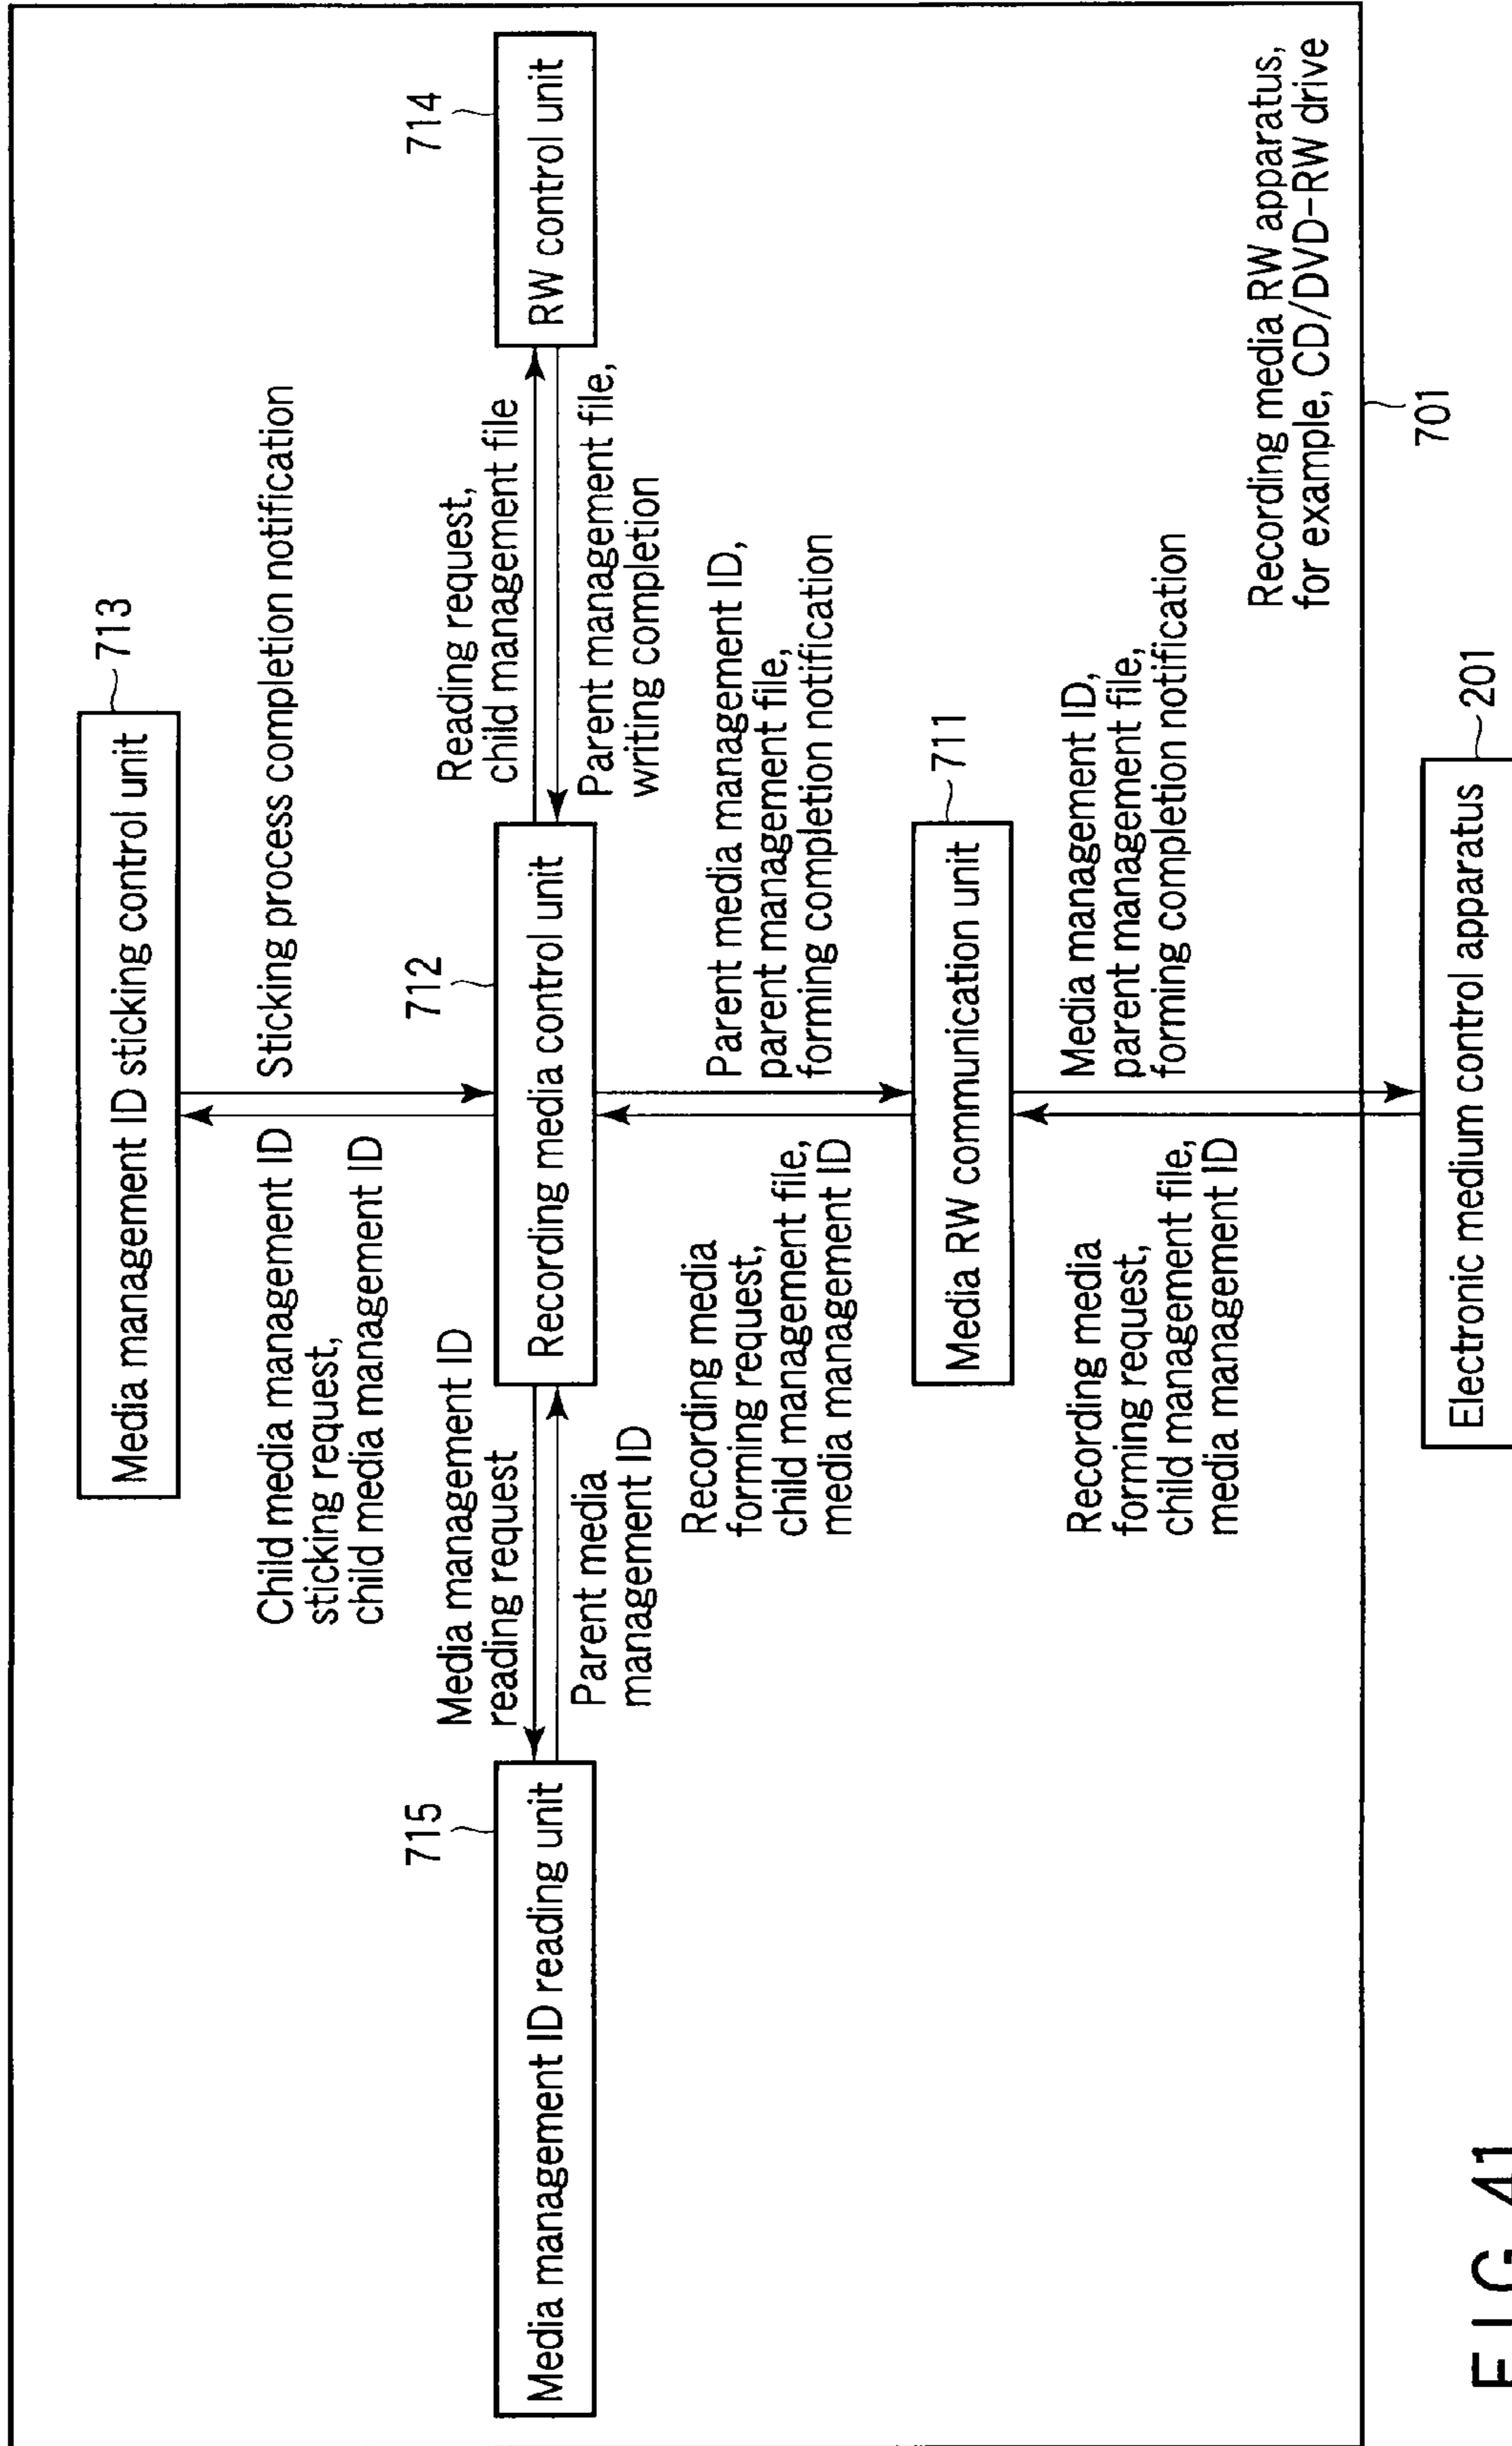 713
Media management ID sticking control unit
Child media management ID
sticking request,
child media management ID
Sticking process completion notification
715
Media management ID reading unit
Media management ID
reading request
Parent media
management ID
712
Recording media control unit
Reading request,
child management file
Parent management file,
writing completion
714
RW control unit
Recording media
forming request,
child management file,
media management ID
Parent media management ID,
parent management file,
forming completion notification
711
Media RW communication unit
Recording media
forming request,
child management file,
media management ID
Media management ID,
parent management file,
forming completion notification
Recording media RW apparatus,
for example, CD/DVD-RW drive
701
201
Electronic medium control apparatus
FIG. 41